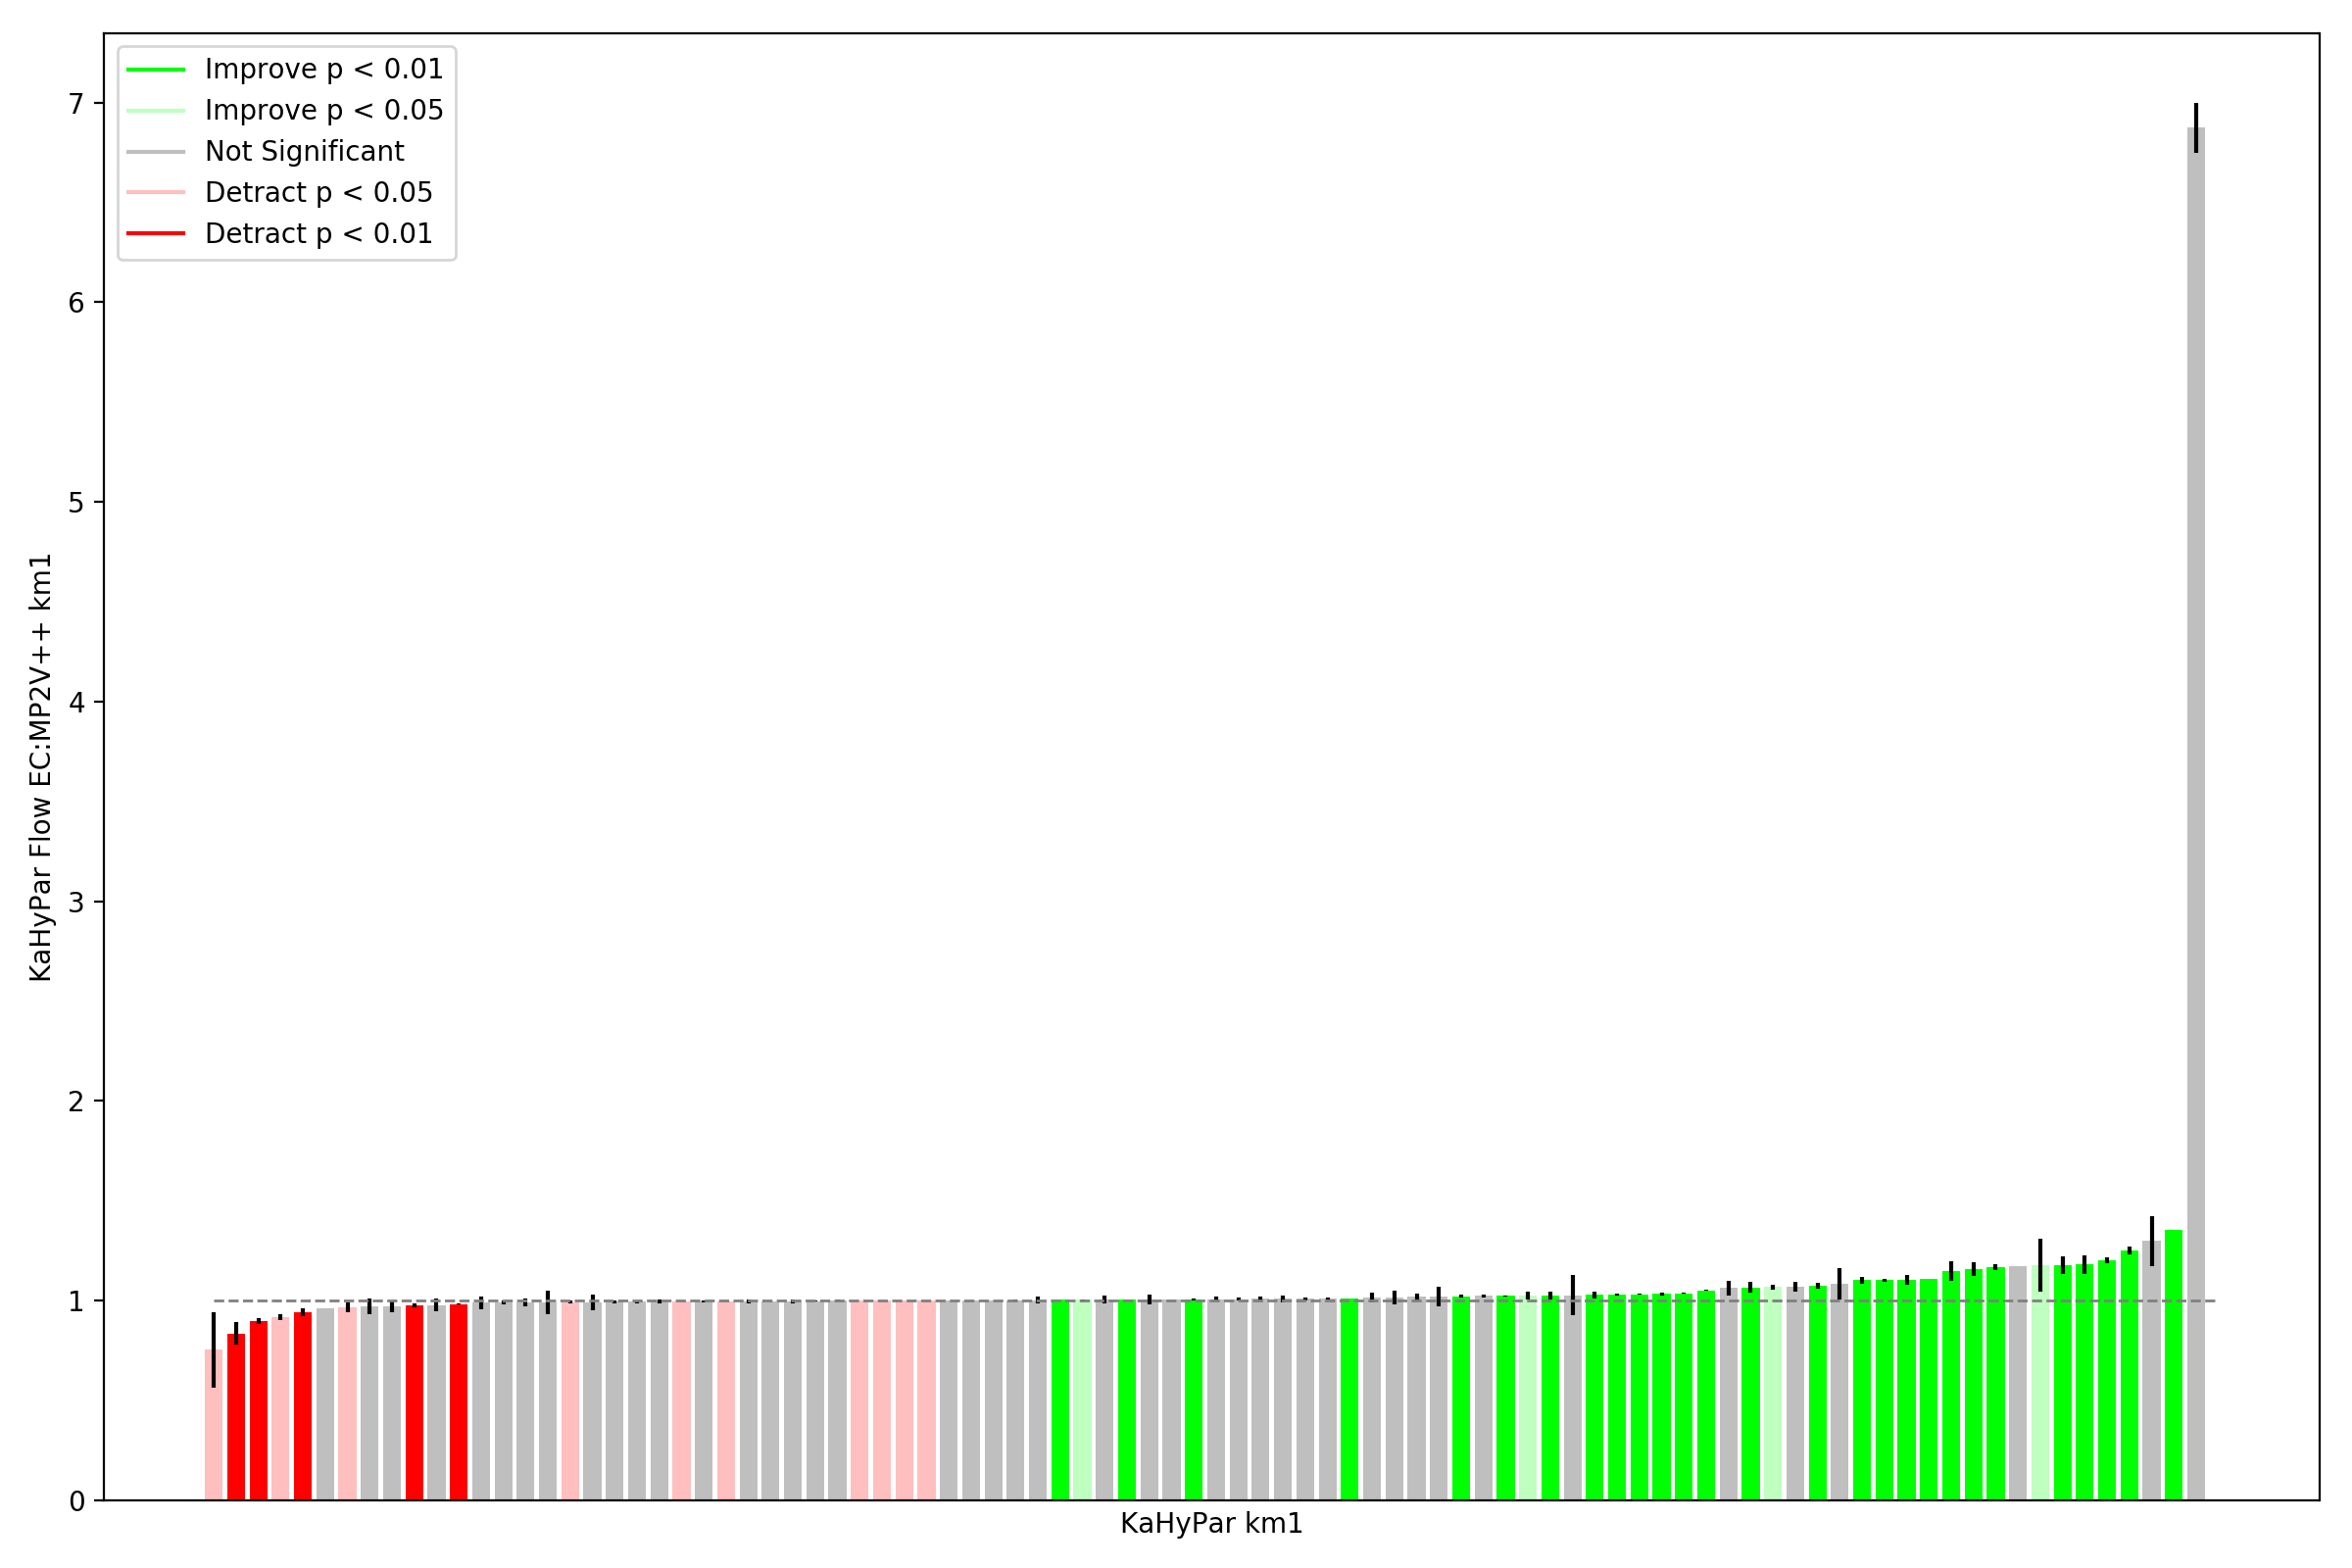 Improve p < 0.01
Improve p < 0.05
Not Significant
Detract p < 0.05
Detract p < 0.01
7
6
5
4
3
2
1
0
KaHyPar Flow EC:MP2V++ km1
KaHyPar km1